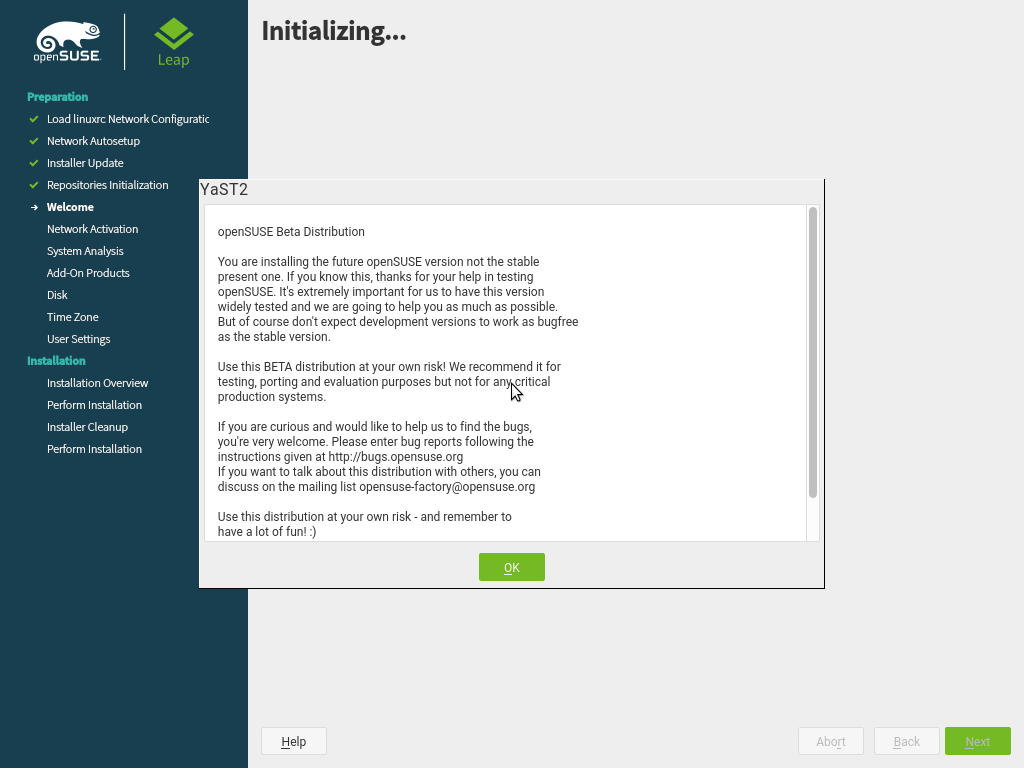 openSUSE
Leap
Preparation
Load linuxrc Network Configuratic
Network Autosetup
Installer Update
Repositories Initialization
Welcome
Network Activation
System Analysis
Add-On Products
Disk
Time Zone
User Settings
Installation
Installation Overview
Perform Installation
Installer Cleanup
Perform Installation
Initializing...
YaST2
openSUSE Beta Distribution
You are installing the future openSUSE version not the stable
present one. If you know this, thanks for your help in testing
openSUSE. It's extremely important for us to have this version
widely tested and we are going to help you as much as possible.
But of course don't expect development versions to work as bugfree
as the stable version.
Use this BETA distribution at your own risk! We recommend it for
testing, porting and evaluation purposes but not for any critical
production systems.
If you are curious and would like to help us to find the bugs,
you're very welcome. Please enter bug reports following the
instructions given at http://bugs.opensuse.org
If you want to talk about this distribution with others, you can
discuss on the mailing list opensuse-factory@opensuse.org
Use this distribution at your own risk - and remember to
have a lot of fun! :)
OK
Help
Abort
Back
Next